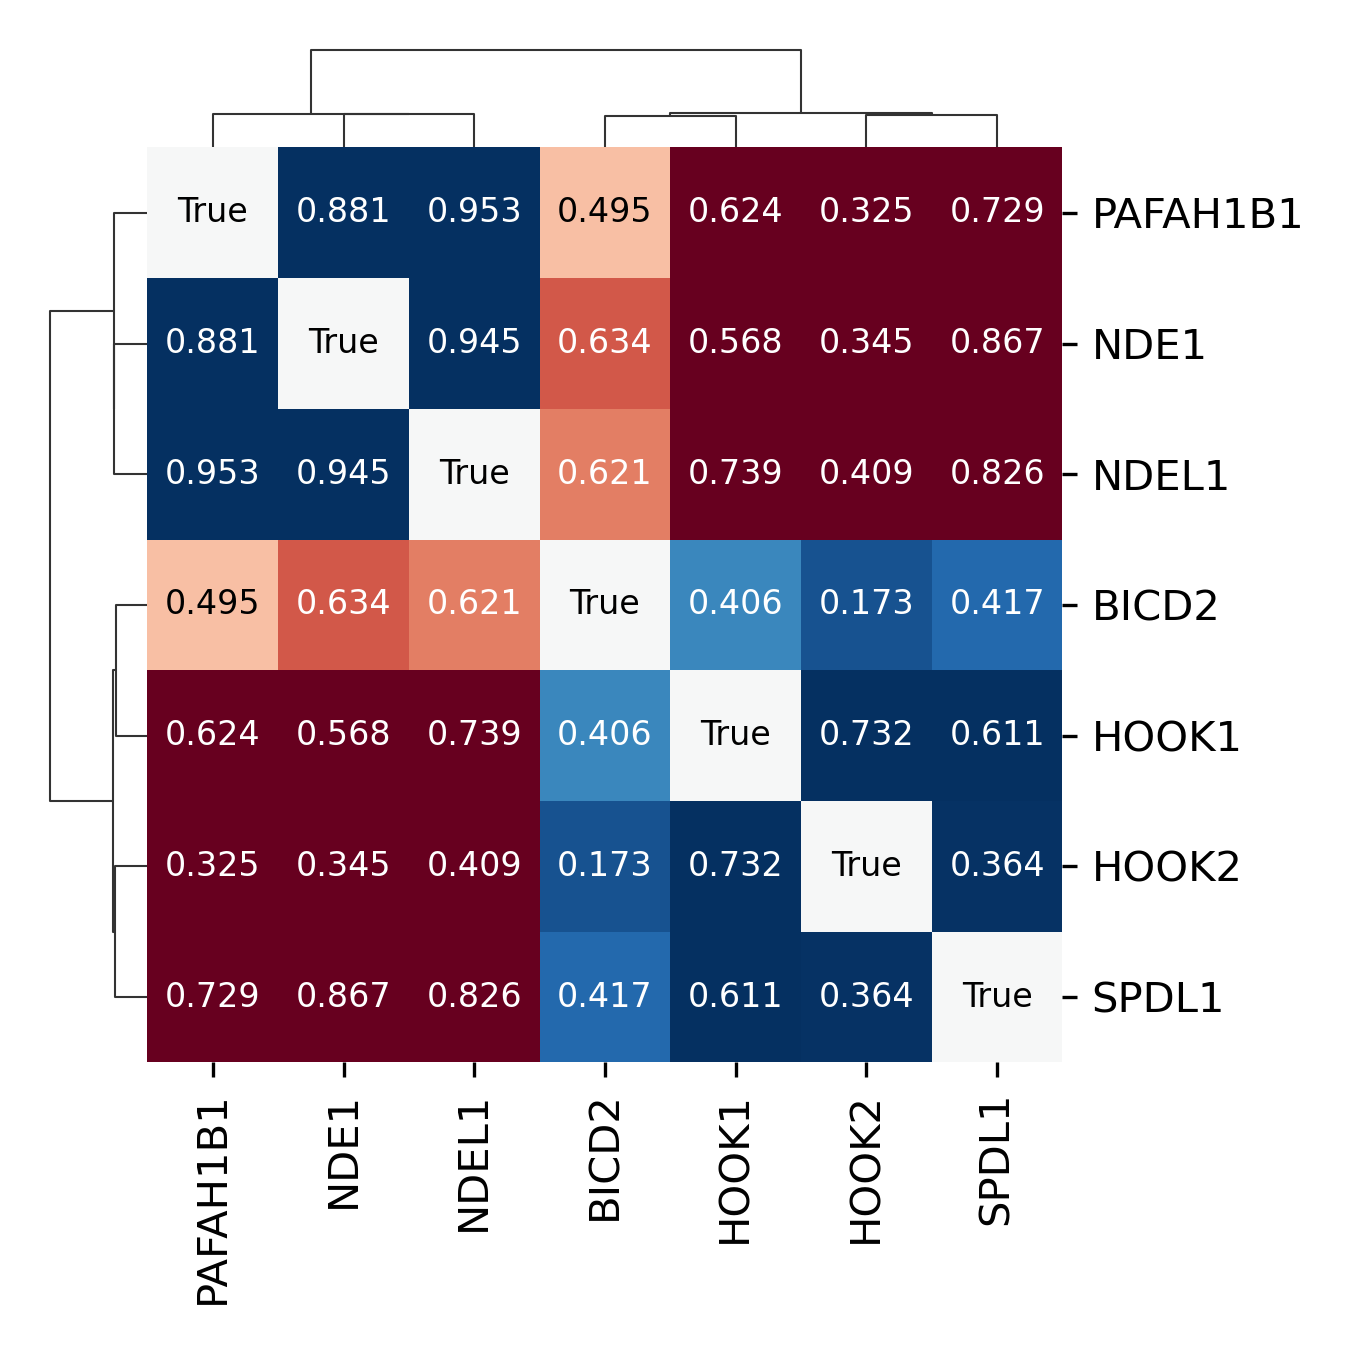 True 0.881 0.953 0.495 0.624 0.325 0.729 PAFAH1B1
0.881 True 0.945 0.634 0.568 0.345 0.867 NDE1
0.953 0.945 True 0.621 0.739 0.409 0.826 NDEL1
0.495 0.634 0.621 True 0.406 0.173 0.417 BICD2
0.624 0.568 0.739 0.406 True 0.732 0.611 HOOK1
0.325 0.345 0.409 0.173 0.732 True 0.364 HOOK2
0.729 0.867 0.826 0.417 0.611 0.364 True SPDL1
PAFAH1B1
NDE1
NDEL1
BICD2
HOOK1
HOOK2
SPDL1